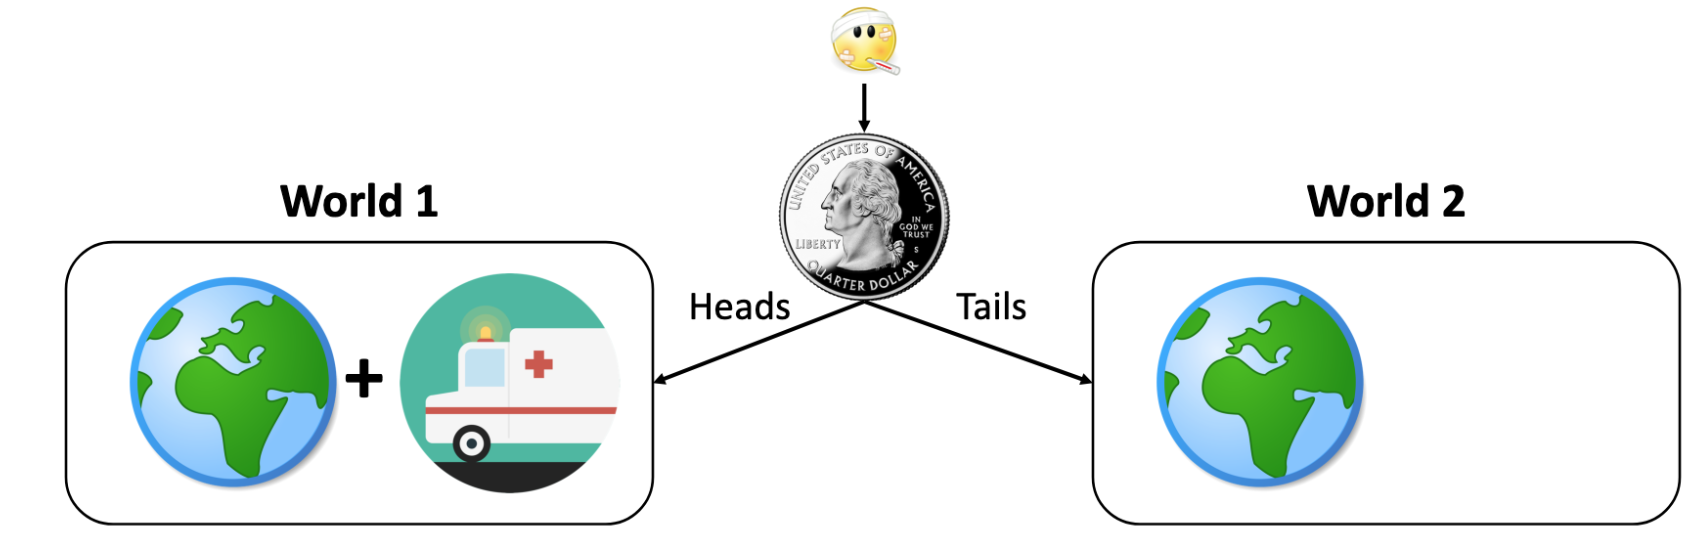 World 1
World 2
UNITED STATES OF AMERICA
LIBERTY
IN
GOD WE
TRUST
S
QUARTER DOLLAR
Heads
Tails
+